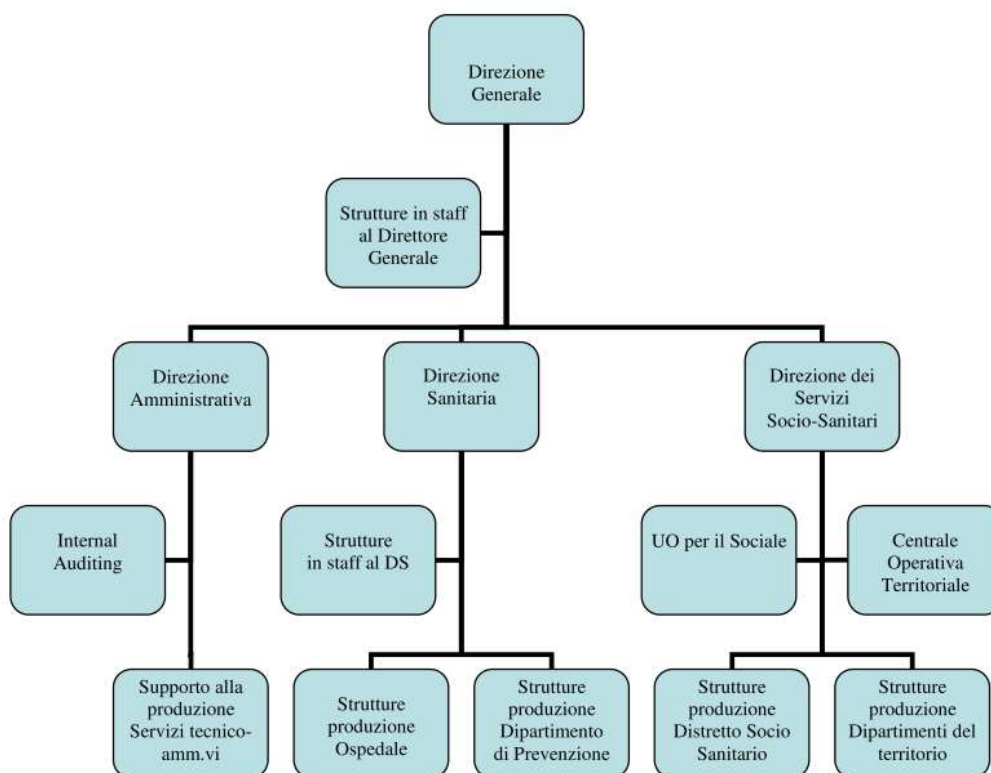 Direzione
Generale
Strutture in staff
al Direttore
Generale
Direzione
Amministrativa
Direzione
Sanitaria
Direzione dei
Servizi
Socio-Sanitari
Internal
Auditing
Strutture
in staff al DS
UO per il Sociale
Centrale
Operativa
Territoriale
Supporto alla
produzione
Servizi tecnico-
amm.vi
Strutture
produzione
Ospedale
Strutture
produzione
Dipartimento
di Prevenzione
Strutture
produzione
Distretto Socio
Sanitario
Strutture
produzione
Dipartimenti del
territorio